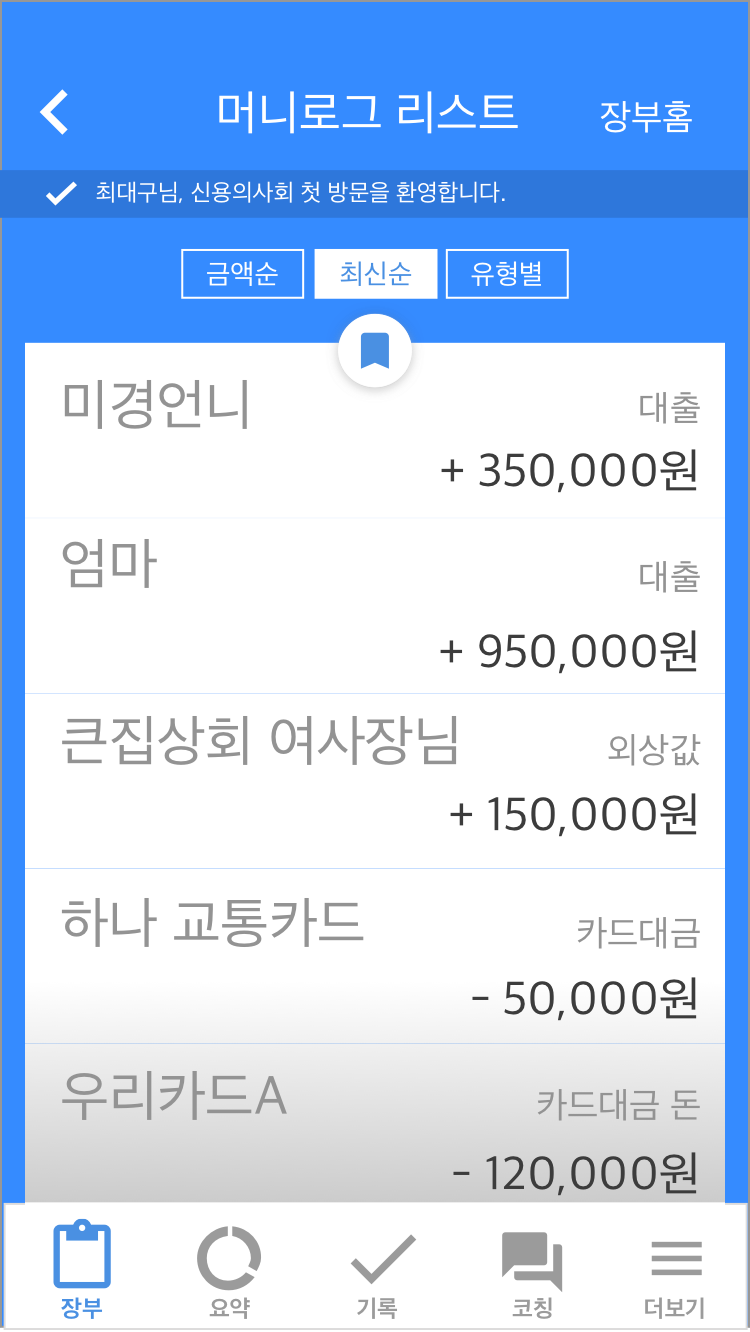 머니로그 리스트 장부홈
최대구님, 신용의사회 첫 방문을 환영합니다.
금액순 최신순 유형별
미경언니 대출
+ 350,000원
엄마 대출
+ 950,000원
큰집상회 여사장님 외상값
+ 150,000원
하나 교통카드 카드대금
- 50,000원
우리카드A 카드대금 돈
- 120,000원
장부 요약 기록 코칭 더보기